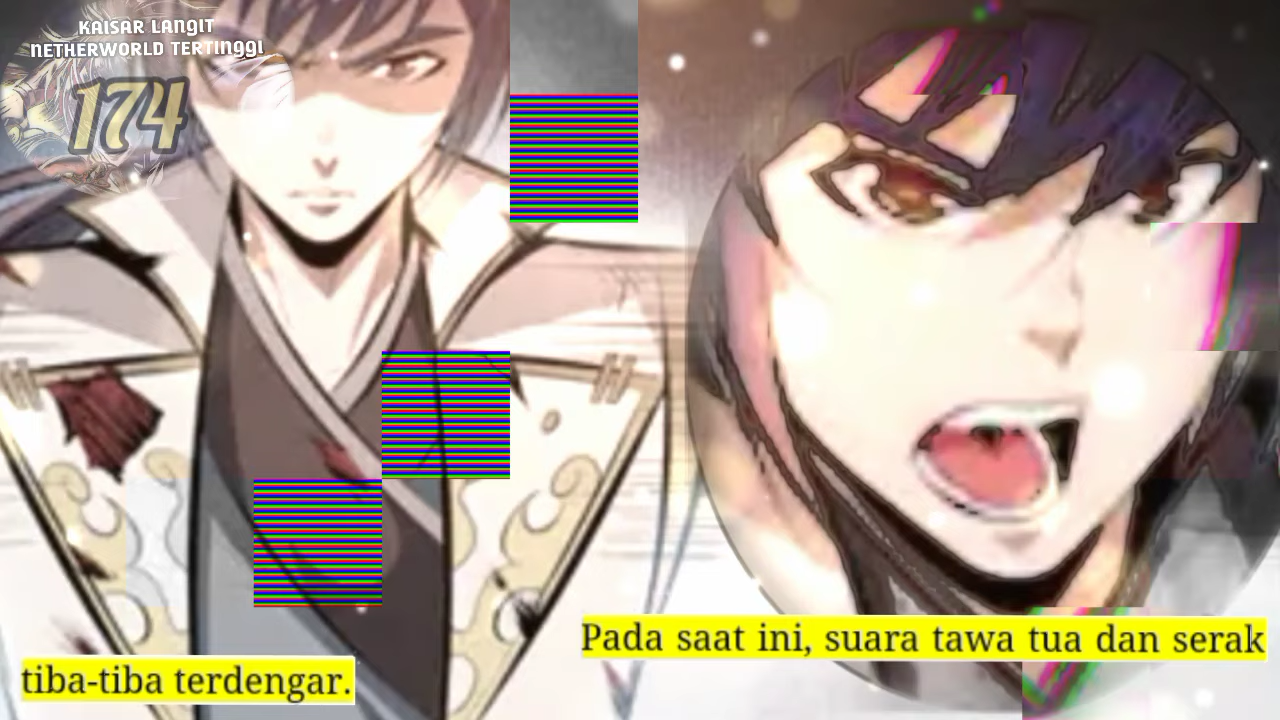 KAISAR LANGIT
NETHERWORLD TERTINGGI
174
Pada saat ini, suara tawa tua dan serak
tiba-tiba terdengar.